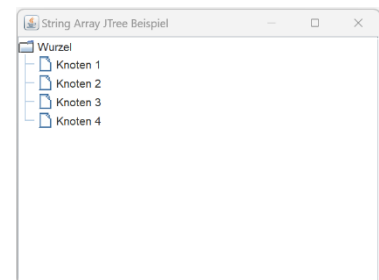 String Array JTree Beispiel
Wurzel
Knoten 1
Knoten 2
Knoten 3
Knoten 4